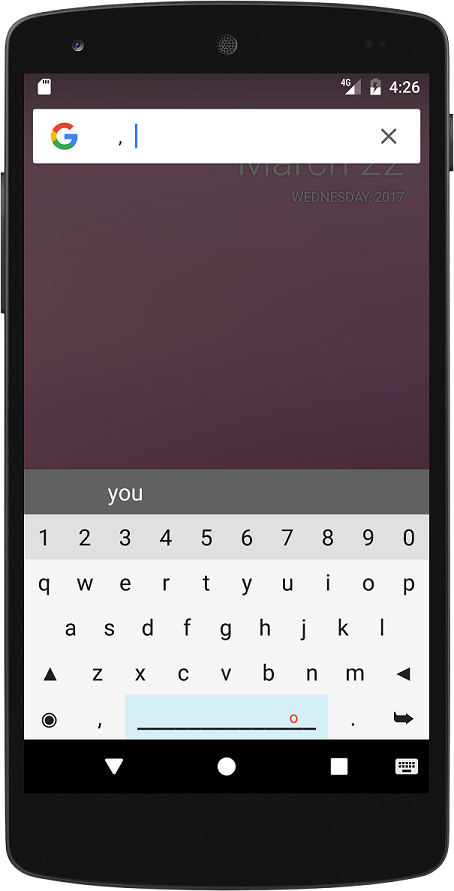 4G 4:26
G ,
March 22
WEDNESDAY, 2017
you
1 2 3 4 5 6 7 8 9 0
q w e r t y u i o p
a s d f g h j k l
z x c v b n m
, o .